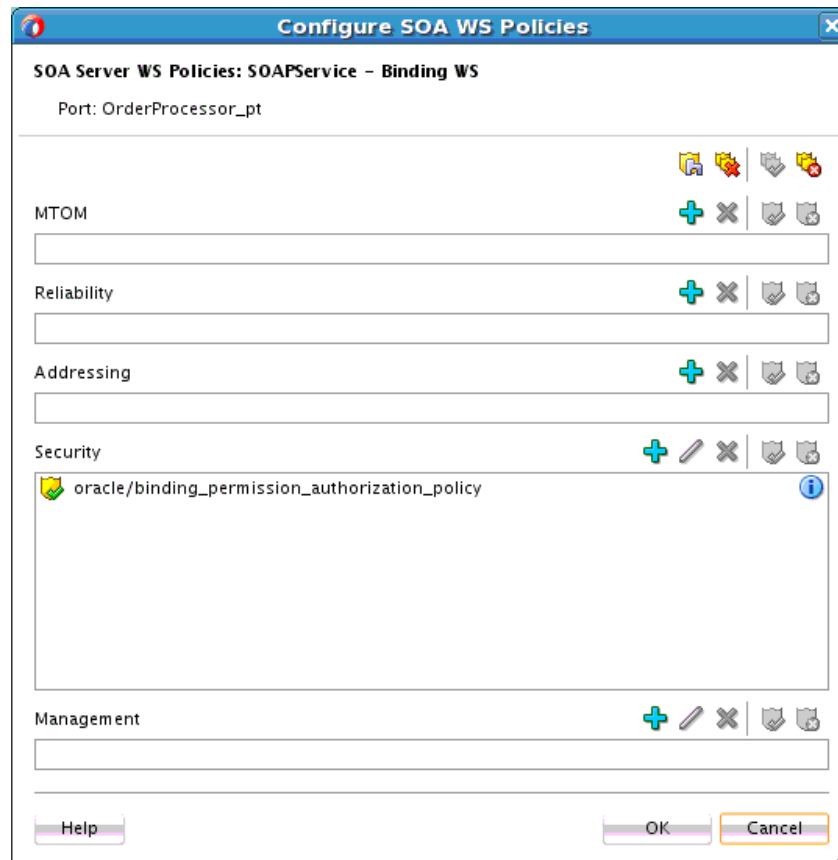 Configure SOA WS Policies
SOA Server WS Policies: SOAPService - Binding WS
Port: OrderProcessor_pt
MTOM
Reliability
Addressing
Security
oracle/binding_permission_authorization_policy
Management
Help
OK
Cancel